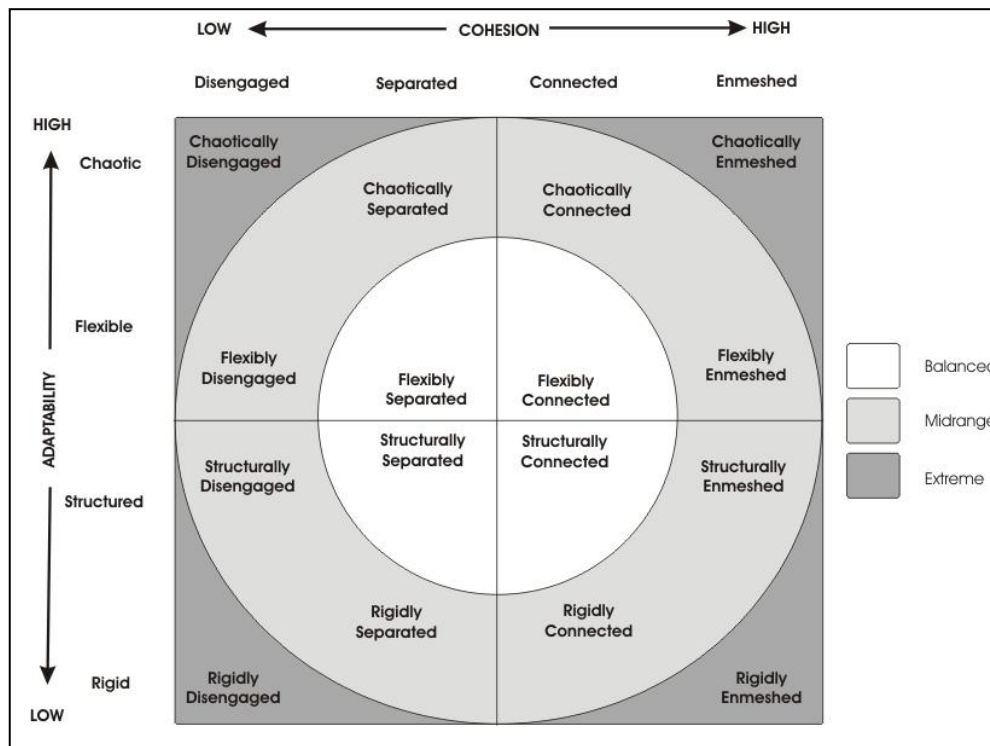 LOW COHESION HIGH
Disengaged Separated Connected Enmeshed
HIGH
Chaotic
Chaotically
Disengaged
Chaotically
Enmeshed
Chaotically
Separated
Chaotically
Connected
Flexible
Flexibly
Disengaged
Flexibly
Separated
Flexibly
Connected
Flexibly
Enmeshed
ADAPTABILITY
Structurally
Disengaged
Structurally
Separated
Structurally
Connected
Structurally
Enmeshed
Structured
Rigidly
Separated
Rigidly
Connected
Rigid
Rigidly
Disengaged
Rigidly
Enmeshed
LOW
Balanced
Midrange
Extreme